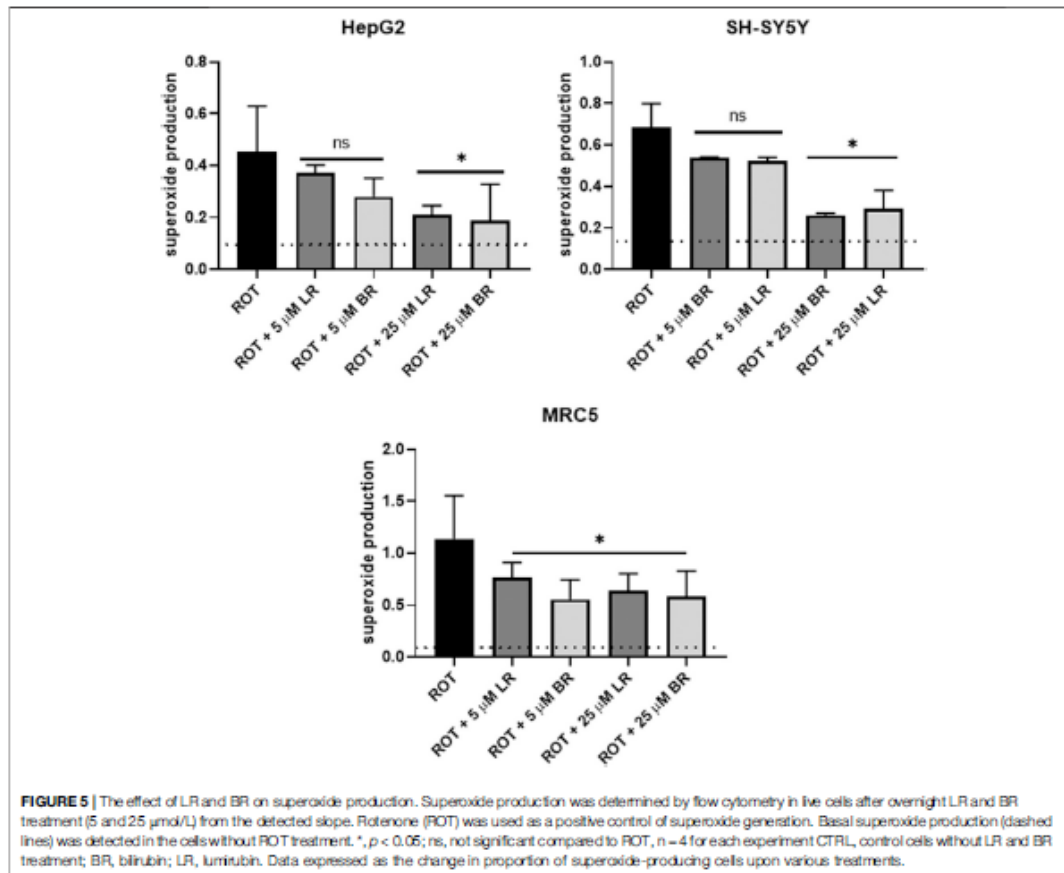 HepG2
superoxide production
0.8
0.6
0.4
0.2
0.0
ns
*
ROT
ROT + 5 μM LR
ROT + 5 μM BR
ROT + 25 μM LR
ROT + 25 μM BR
SH-SY5Y
superoxide production
1.0
0.8
0.6
0.4
0.2
0.0
ns
*
ROT
ROT + 5 μM BR
ROT + 5 μM LR
ROT + 25 μM BR
ROT + 25 μM LR
MRC5
superoxide production
2.0
1.5
1.0
0.5
0.0
*
ROT
ROT + 5 μM LR
ROT + 5 μM BR
ROT + 25 μM LR
ROT + 25 μM BR
FIGURE 5 | The effect of LR and BR on superoxide production. Superoxide production was determined by flow cytometry in live cells after overnight LR and BR
treatment (5 and 25 μmol/L) from the detected slope. Rotenone (ROT) was used as a positive control of superoxide generation. Basal superoxide production (dashed
lines) was detected in the cells without ROT treatment. *, p < 0.05; ns, not significant compared to ROT, n = 4 for each experiment CTRL, control cells without LR and BR
treatment; BR, bilirubin; LR, lumirubin. Data expressed as the change in proportion of superoxide-producing cells upon various treatments.